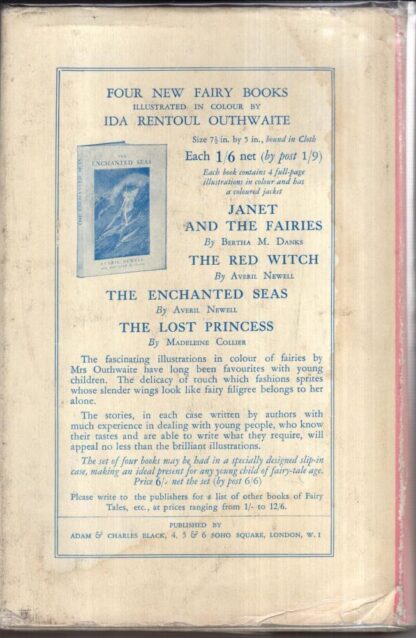 FOUR NEW FAIRY BOOKS
ILLUSTRATED IN COLOUR BY
IDA RENTOUL OUTHWAITE
Size 7½ in. by 5 in., bound in Cloth
Each 1/6 net (by post 1/9)
Each book contains 4 full-page
illustrations in colour and has
a coloured jacket
THE ENCHANTED SEAS
THE
ENCHANTED SEAS
AVERIL NEWELL
JANET
AND THE FAIRIES
By BERTHA M. DANKS
THE RED WITCH
By AVERIL NEWELL
THE ENCHANTED SEAS
By AVERIL NEWELL
THE LOST PRINCESS
By MADELEINE COLLIER
The fascinating illustrations in colour of fairies by
Mrs Outhwaite have long been favourites with young
children. The delicacy of touch which fashions sprites
whose slender wings look like fairy filigree belongs to her
alone.
The stories, in each case written by authors with
much experience in dealing with young people, who know
their tastes and are able to write what they require, will
appeal no less than the brilliant illustrations.
The set of four books may be had in a specially designed slip-in
case, making an ideal present for any young child of fairy-tale age.
Price 6/- net the set (by post 6/6)
Please write to the publishers for a list of other books of Fairy
Tales, etc., at prices ranging from 1/- to 12/6.
PUBLISHED BY
ADAM & CHARLES BLACK, 4, 5 & 6 SOHO SQUARE, LONDON, W. 1